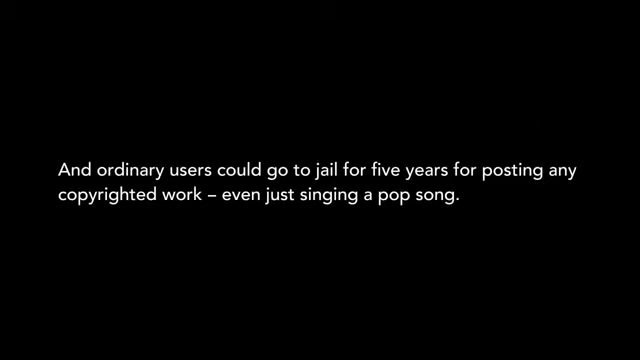 And ordinary users could go to jail for five years for posting any
copyrighted work – even just singing a pop song.